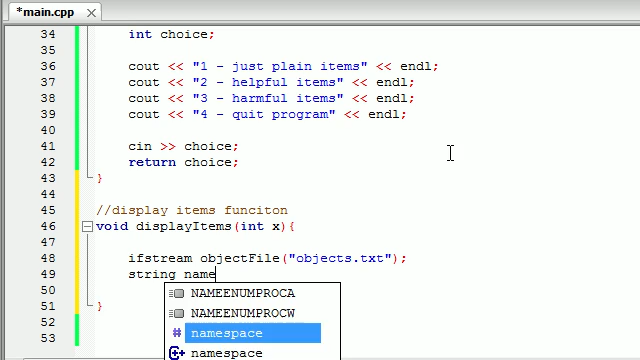 *main.cpp
34 int choice;
35
36 cout << "1 - just plain items" << endl;
37 cout << "2 - helpful items" << endl;
38 cout << "3 - harmful items" << endl;
39 cout << "4 - quit program" << endl;
40
41 cin >> choice;
42 return choice;
43 }
44
45 //display items funciton
46 void displayItems(int x){
47
48 ifstream objectFile("objects.txt");
49 string name
50
51 }
52
53
NAMEENUMPROCA
NAMEENUMPROCW
# namespace
namespace